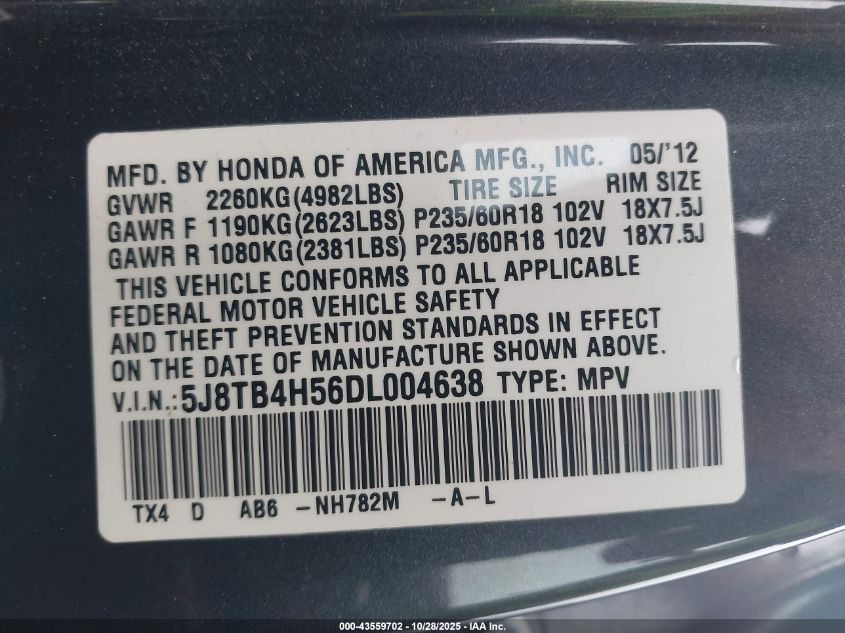 MFD. BY HONDA OF AMERICA MFG., INC. 05/'12
GVWR 2260KG(4982LBS) TIRE SIZE RIM SIZE
GAWR F 1190KG(2623LBS) P235/60R18 102V 18X7.5J
GAWR R 1080KG(2381LBS) P235/60R18 102V 18X7.5J
THIS VEHICLE CONFORMS TO ALL APPLICABLE
FEDERAL MOTOR VEHICLE SAFETY
AND THEFT PREVENTION STANDARDS IN EFFECT
ON THE DATE OF MANUFACTURE SHOWN ABOVE.
V.I.N.: 5J8TB4H56DL004638 TYPE: MPV
TX4 D AB6 -NH782M -A-L
000-43559702 - 10/28/2025 - IAA Inc.